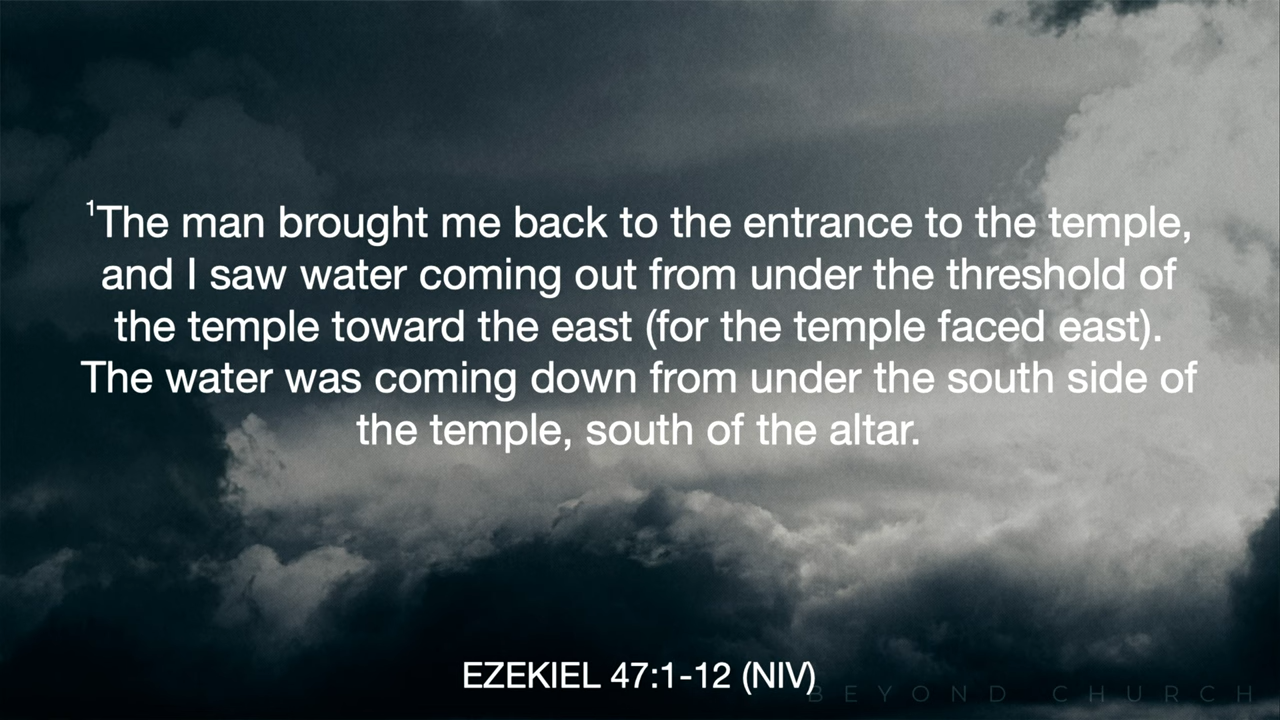 ¹The man brought me back to the entrance to the temple,
and I saw water coming out from under the threshold of
the temple toward the east (for the temple faced east).
The water was coming down from under the south side of
the temple, south of the altar.
EZEKIEL 47:1-12 (NIV)
BEYOND CHURCH